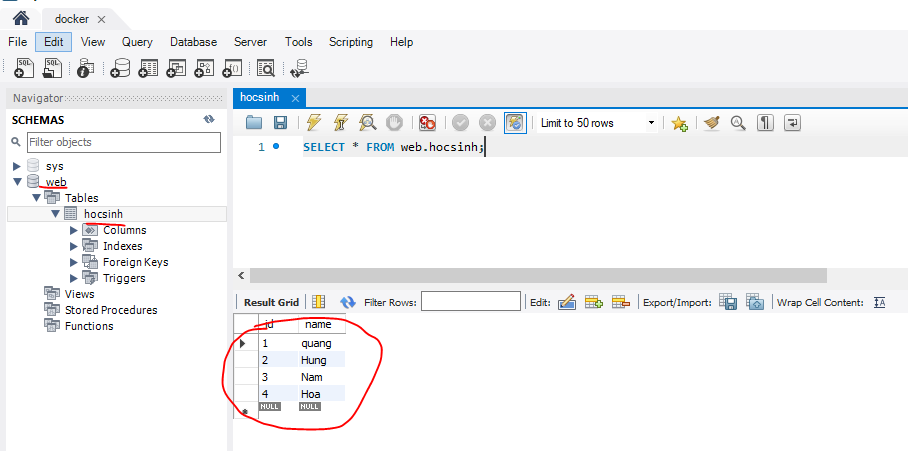 docker
File Edit View Query Database Server Tools Scripting Help
Navigator
SCHEMAS
Filter objects
sys
web
Tables
hocsinh
Columns
Indexes
Foreign Keys
Triggers
Views
Stored Procedures
Functions
hocsinh
Limit to 50 rows
1 SELECT * FROM web.hocsinh;
Result Grid Filter Rows: Edit: Export/Import: Wrap Cell Content:
id name
1 quang
2 Hung
3 Nam
4 Hoa
NULL NULL